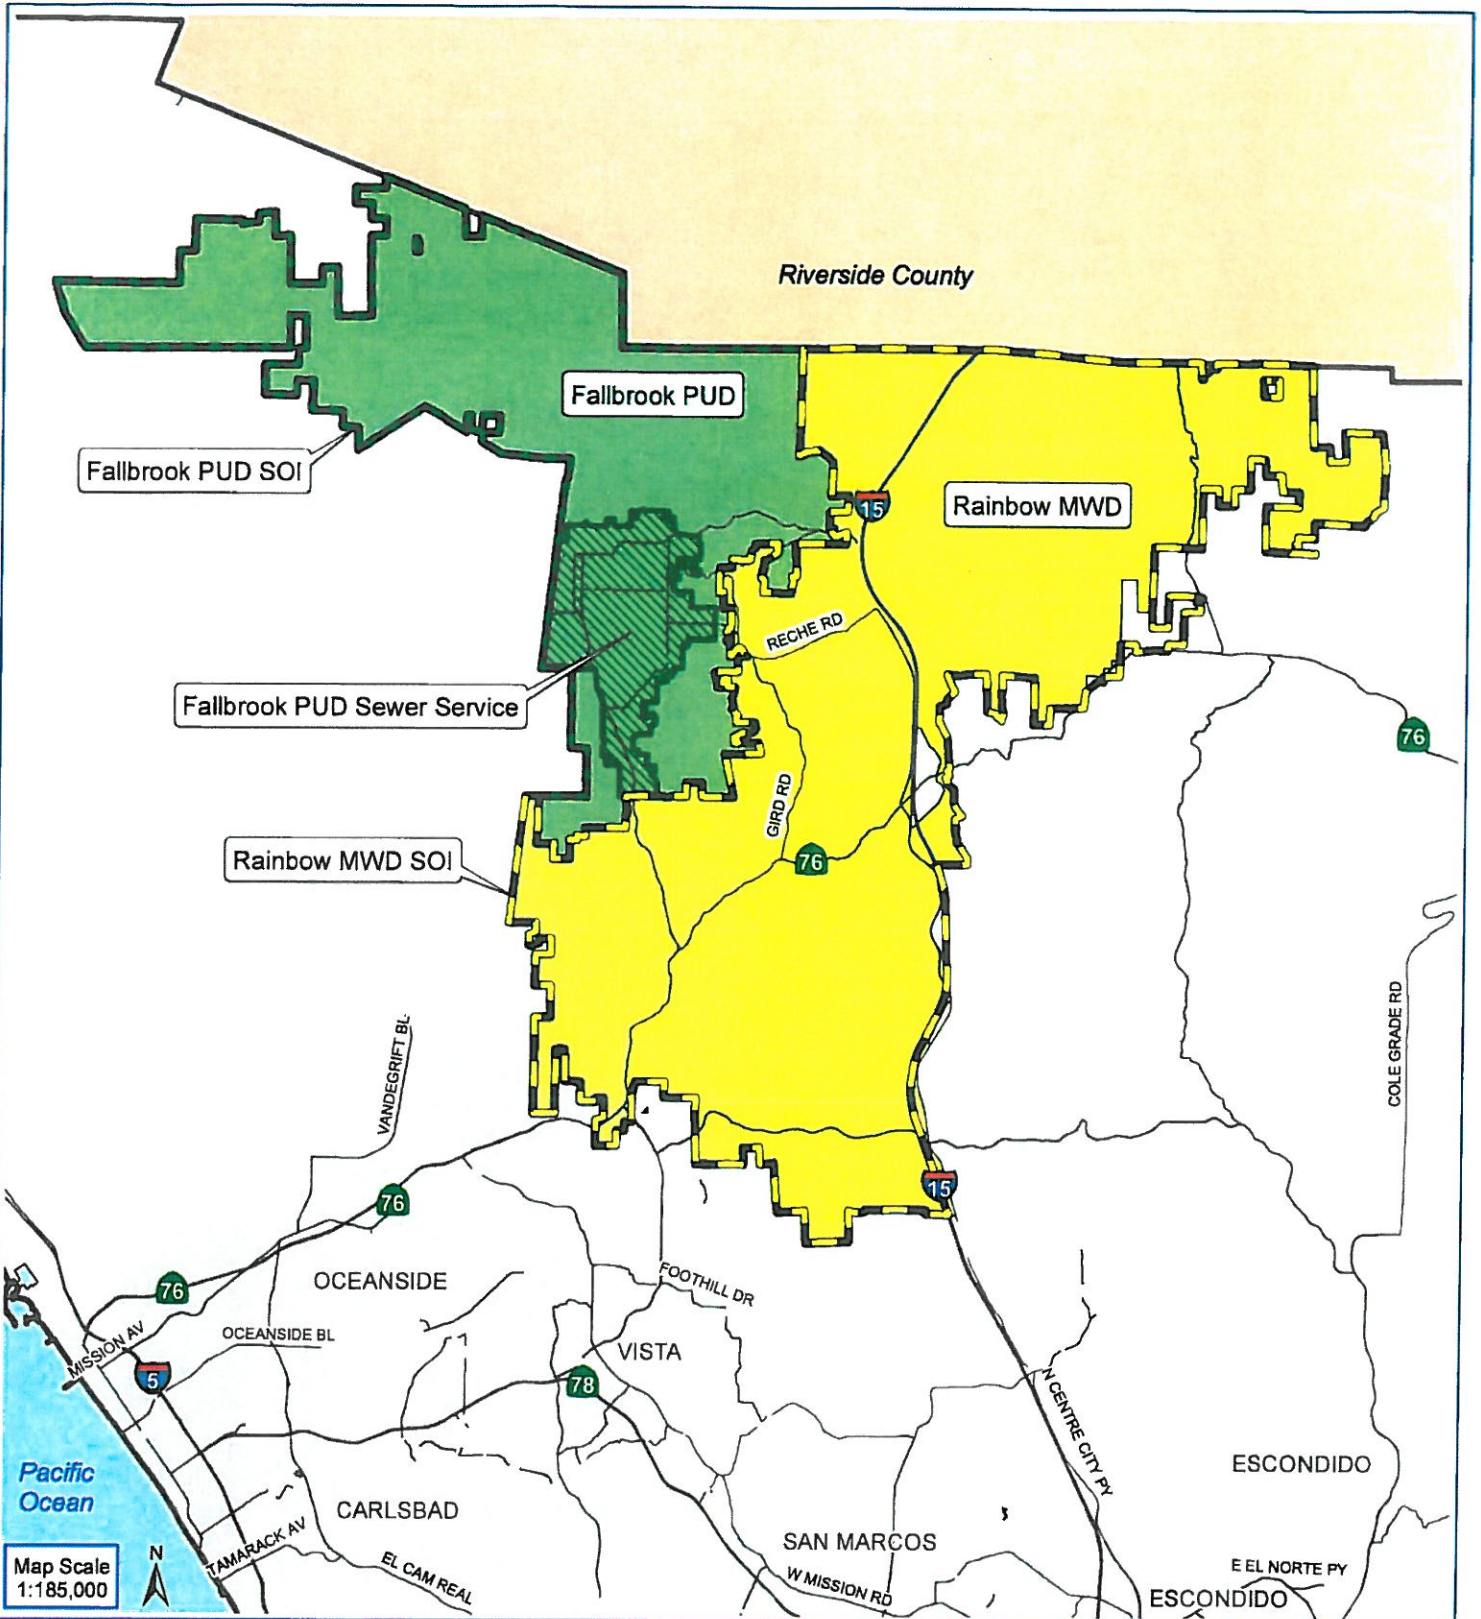 Riverside County
Fallbrook PUD
Fallbrook PUD SOI
15
Rainbow MWD
RECHE RD
Fallbrook PUD Sewer Service
76
GIRD RD
Rainbow MWD SOI
76
COLE GRADE RD
VANDEGRIFT BL
15
76
76
OCEANSIDE
FOOTHILL DR
MISSION AV
OCEANSIDE BL
VISTA
5
78
N CENTRE CITY PY
Pacific
Ocean
ESCONDIDO
CARLSBAD
SAN MARCOS
TAMARACK AV
EL CAM REAL
W MISSION RD
E EL NORTE PY
ESCONDIDO
Map Scale
1:185,000
N